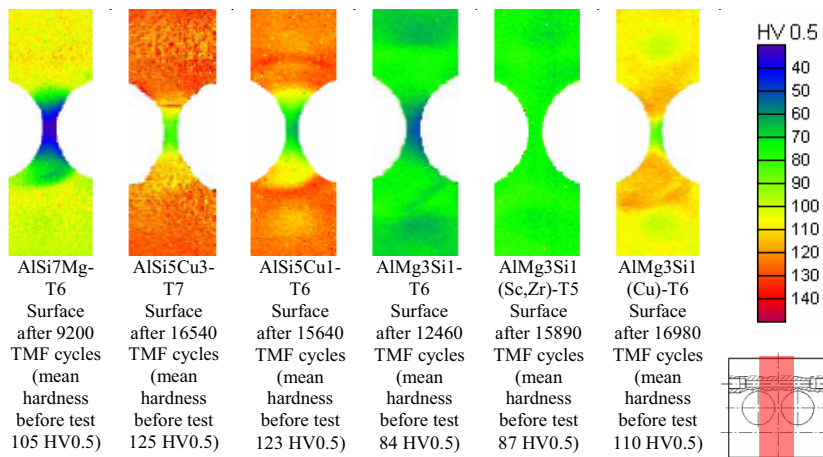 HV 0.5
40
50
60
70
80
90
100
110
120
130
140
AlSi7Mg-
T6
Surface
after 9200
TMF cycles
(mean
hardness
before test
105 HV0.5)
AlSi5Cu3-
T7
Surface
after 16540
TMF cycles
(mean
hardness
before test
125 HV0.5)
AlSi5Cu1-
T6
Surface
after 15640
TMF cycles
(mean
hardness
before test
123 HV0.5)
AlMg3Si1-
T6
Surface
after 12460
TMF cycles
(mean
hardness
before test
84 HV0.5)
AlMg3Si1
(Sc,Zr)-T5
Surface
after 15890
TMF cycles
(mean
hardness
before test
87 HV0.5)
AlMg3Si1
(Cu)-T6
Surface
after 16980
TMF cycles
(mean
hardness
before test
110 HV0.5)